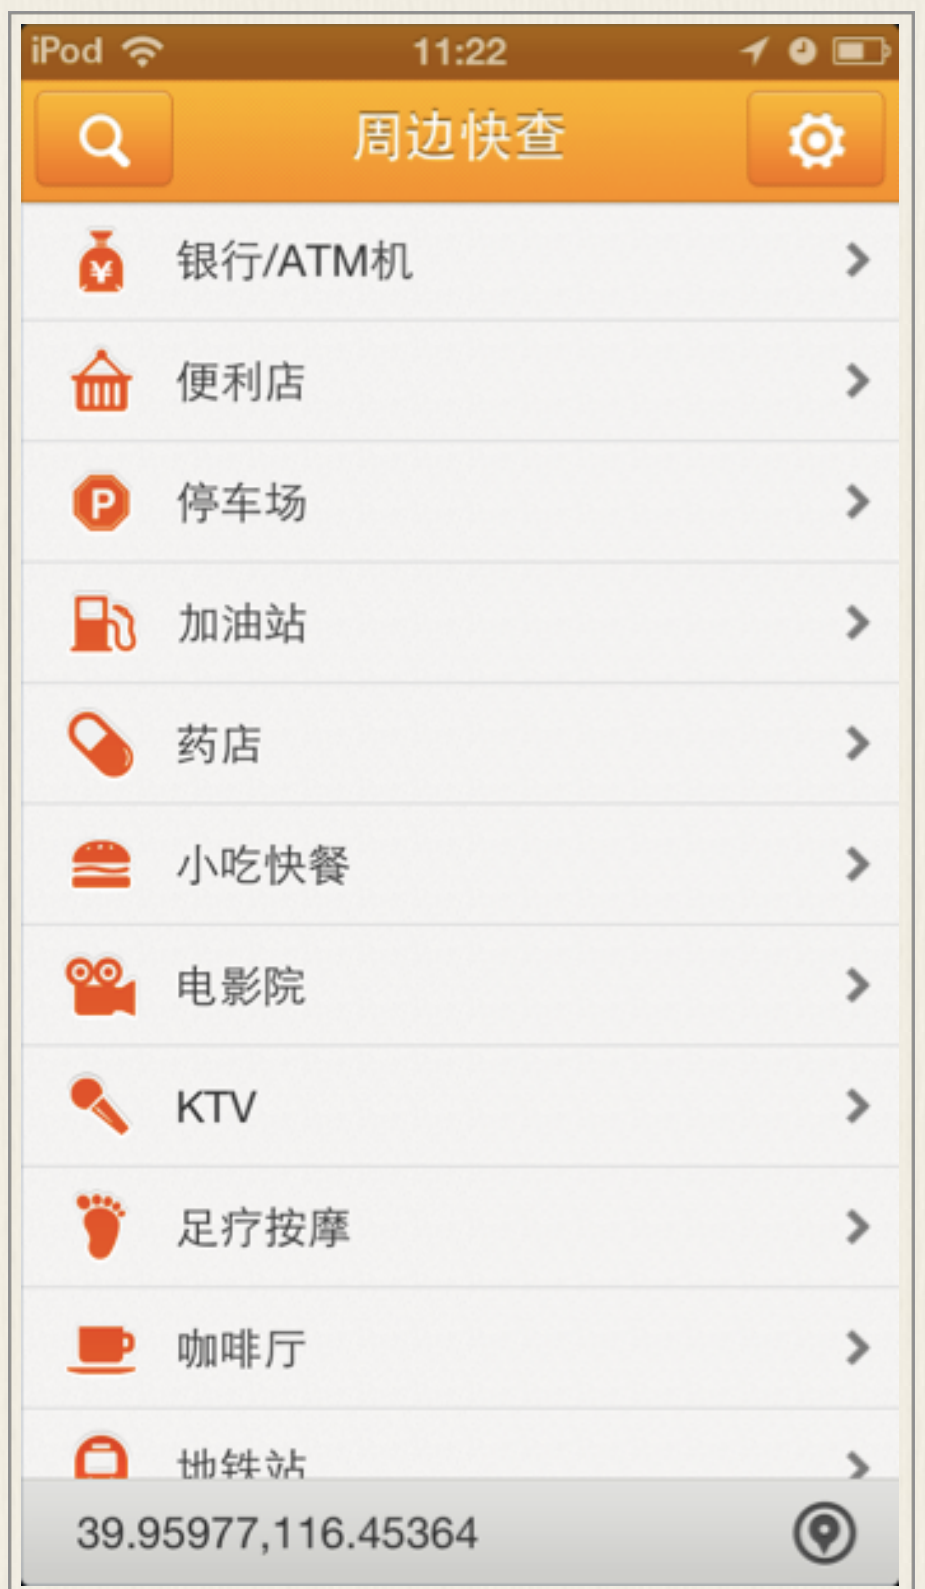 iPod 11:22
周边快查
¥ 银行/ATM机
便利店
P 停车场
加油站
药店
小吃快餐
电影院
KTV
足疗按摩
咖啡厅
地铁站
39.95977,116.45364